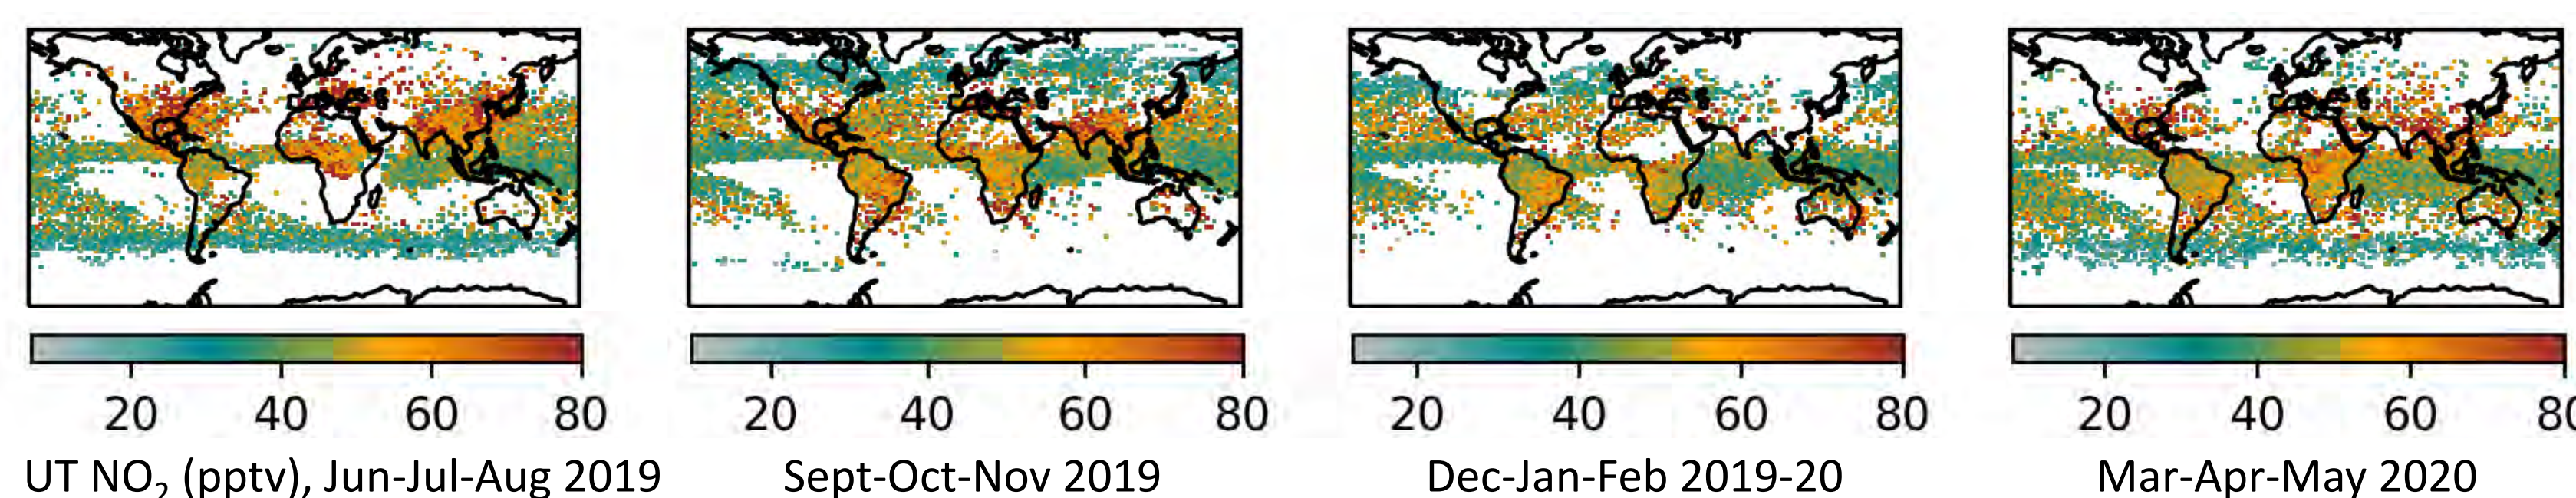 20 40 60 80 20 40 60 80 20 40 60 80 20 40 60 80
UT NO₂ (pptv), Jun-Jul-Aug 2019 Sept-Oct-Nov 2019 Dec-Jan-Feb 2019-20 Mar-Apr-May 2020